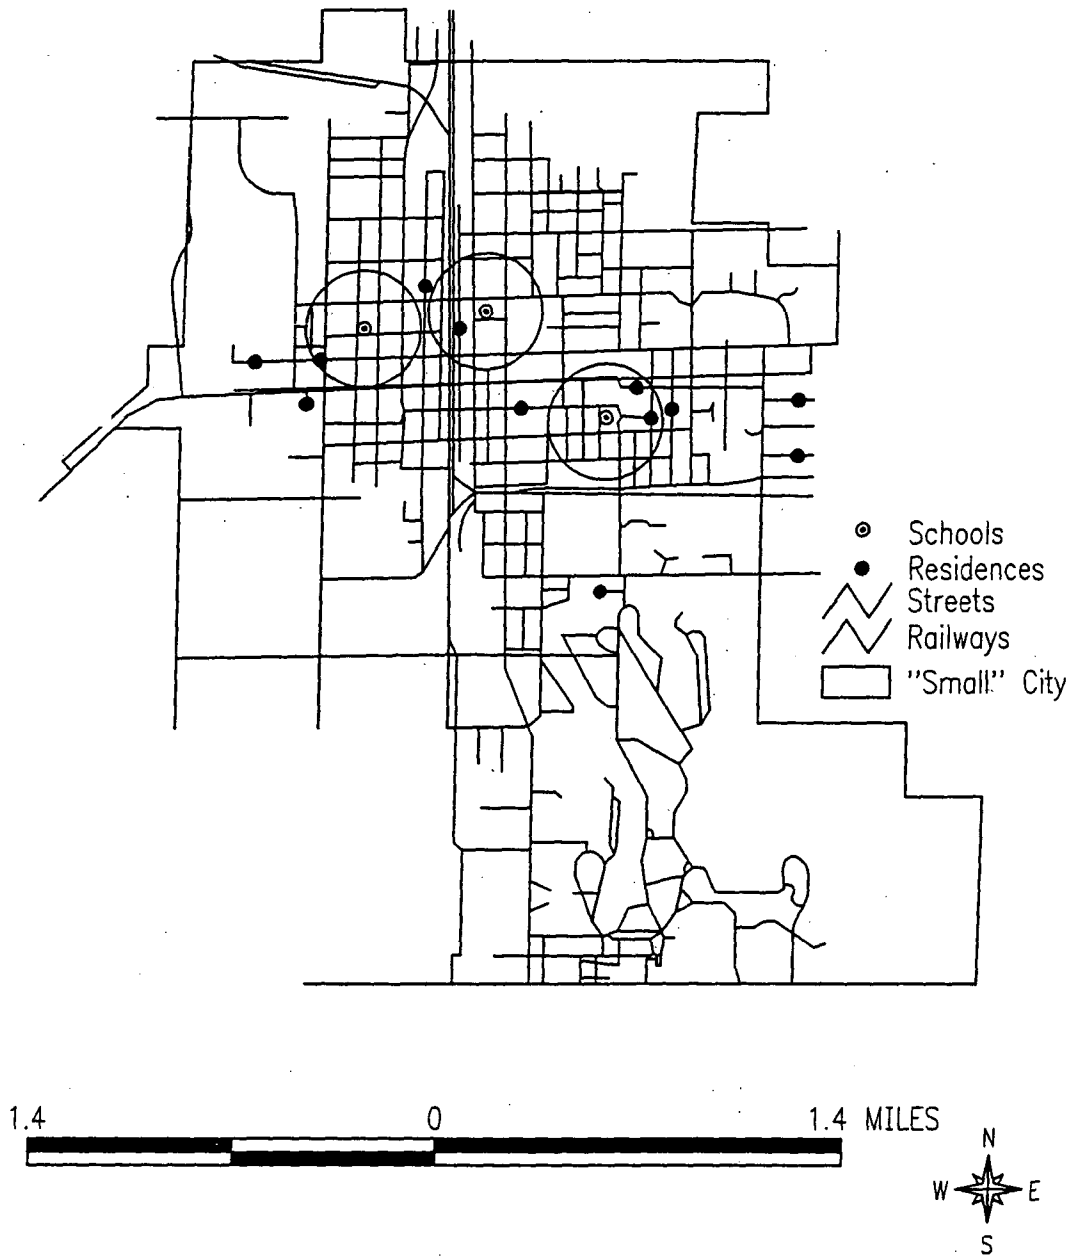 Schools
Residences
Streets
Railways
"Small" City
1.4 0 1.4 MILES
N
W E
S